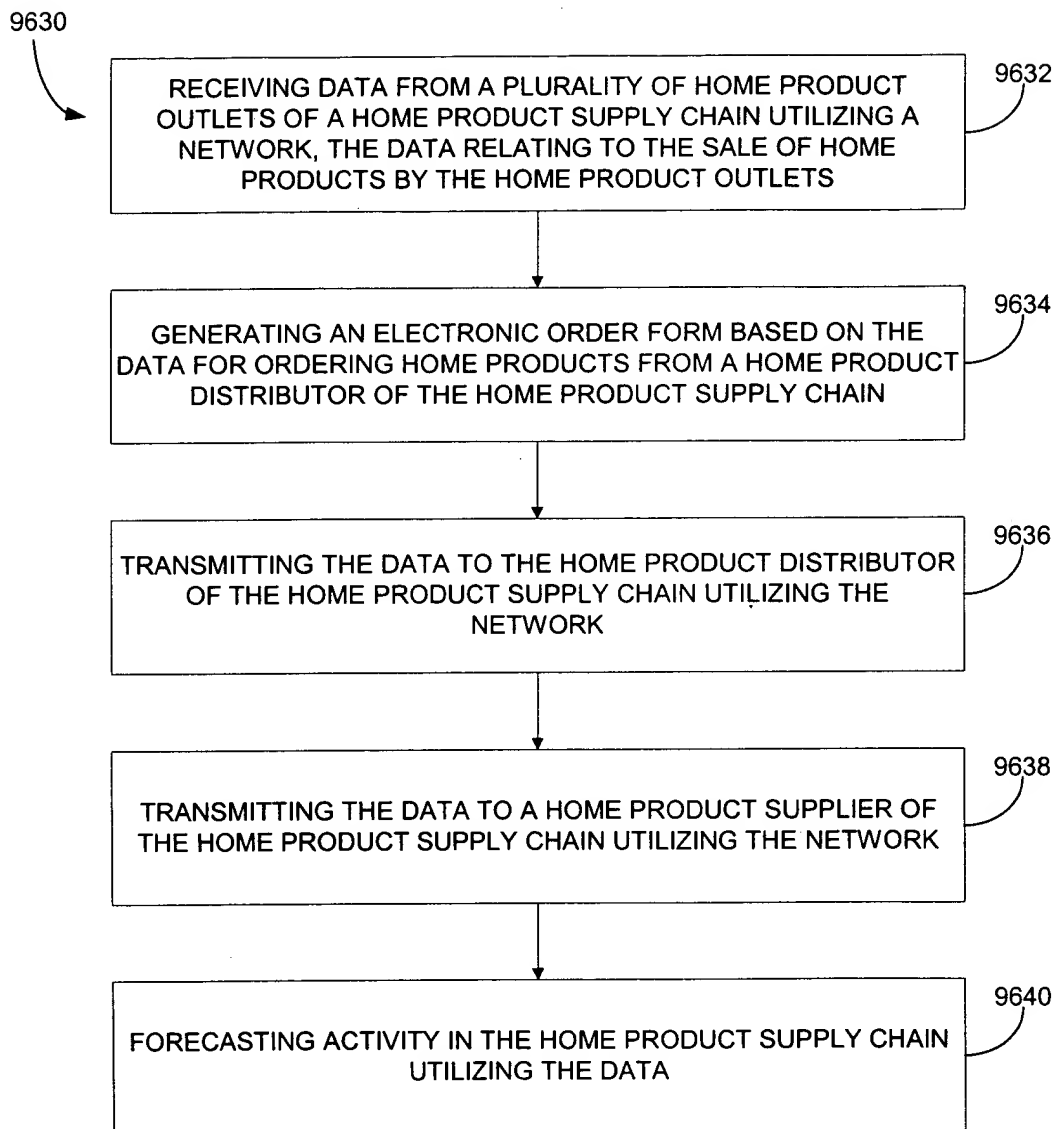 9630
RECEIVING DATA FROM A PLURALITY OF HOME PRODUCT
OUTLETS OF A HOME PRODUCT SUPPLY CHAIN UTILIZING A
NETWORK, THE DATA RELATING TO THE SALE OF HOME
PRODUCTS BY THE HOME PRODUCT OUTLETS
9632
GENERATING AN ELECTRONIC ORDER FORM BASED ON THE
DATA FOR ORDERING HOME PRODUCTS FROM A HOME PRODUCT
DISTRIBUTOR OF THE HOME PRODUCT SUPPLY CHAIN
9634
TRANSMITTING THE DATA TO THE HOME PRODUCT DISTRIBUTOR
OF THE HOME PRODUCT SUPPLY CHAIN UTILIZING THE
NETWORK
9636
TRANSMITTING THE DATA TO A HOME PRODUCT SUPPLIER OF
THE HOME PRODUCT SUPPLY CHAIN UTILIZING THE NETWORK
9638
FORECASTING ACTIVITY IN THE HOME PRODUCT SUPPLY CHAIN
UTILIZING THE DATA
9640